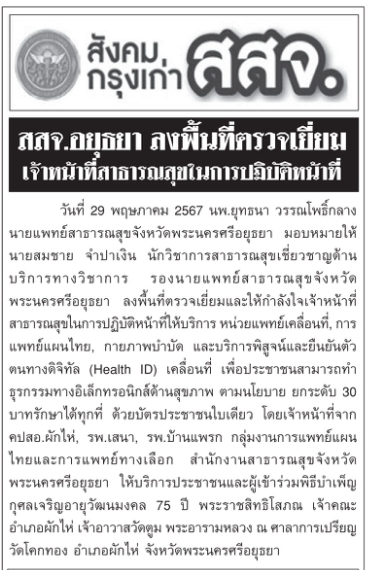 สังคม
กรุงเก่า
สสจ.
สสจ.อยุธยา ลงพื้นที่ตรวจเยี่ยม
เจ้าหน้าที่สาธารณสุขในการปฏิบัติหน้าที่
วันที่ 29 พฤษภาคม 2567 นพ.ยุทธนา วรรณโพธิ์กลาง
นายแพทย์สาธารณสุขจังหวัดพระนครศรีอยุธยา มอบหมายให้
นายสมชาย จำปาเงิน นักวิชาการสาธารณสุขเชี่ยวชาญด้าน
บริการทางวิชาการ รองนายแพทย์สาธารณสุขจังหวัด
พระนครศรีอยุธยา ลงพื้นที่ตรวจเยี่ยมและให้กำลังใจเจ้าหน้าที่
สาธารณสุขในการปฏิบัติหน้าที่ให้บริการ หน่วยแพทย์เคลื่อนที่, การ
แพทย์แผนไทย, กายภาพบำบัด และบริการพิสูจน์และยืนยันตัว
ตนทางดิจิทัล (Health ID) เคลื่อนที่ เพื่อประชาชนสามารถทำ
ธุรกรรมทางอิเล็กทรอนิกส์ด้านสุขภาพ ตามนโยบาย ยกระดับ 30
บาทรักษาได้ทุกที่ ด้วยบัตรประชาชนใบเดียว โดยเจ้าหน้าที่จาก
คปสอ.ผักไห่, รพ.เสนา, รพ.บ้านแพรก กลุ่มงานการแพทย์แผน
ไทยและการแพทย์ทางเลือก สำนักงานสาธารณสุขจังหวัด
พระนครศรีอยุธยา ให้บริการประชาชนและผู้เข้าร่วมพิธีบำเพ็ญ
กุศลเจริญอายุวัฒนมงคล 75 ปี พระราชสิทธิโสภณ เจ้าคณะ
อำเภอผักไห่ เจ้าอาวาสวัดตูม พระอารามหลวง ณ ศาลาการเปรียญ
วัดโคกทอง อำเภอผักไห่ จังหวัดพระนครศรีอยุธยา